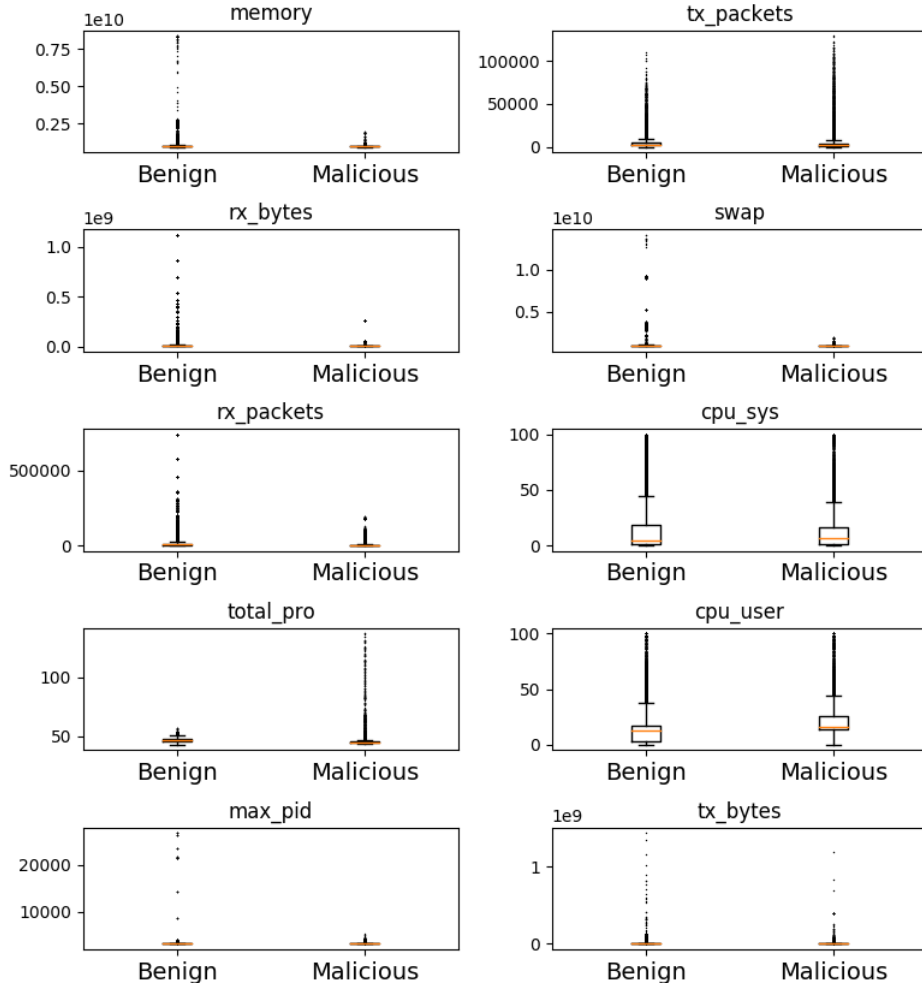 memory
1e10
0.75
0.50
0.25
Benign Malicious
tx_packets
100000
50000
0
Benign Malicious
rx_bytes
1e9
1.0
0.5
0.0
Benign Malicious
swap
1e10
1.0
0.5
Benign Malicious
rx_packets
500000
0
Benign Malicious
cpu_sys
100
50
0
Benign Malicious
total_pro
100
50
Benign Malicious
cpu_user
100
50
0
Benign Malicious
max_pid
20000
10000
Benign Malicious
tx_bytes
1e9
1
0
Benign Malicious